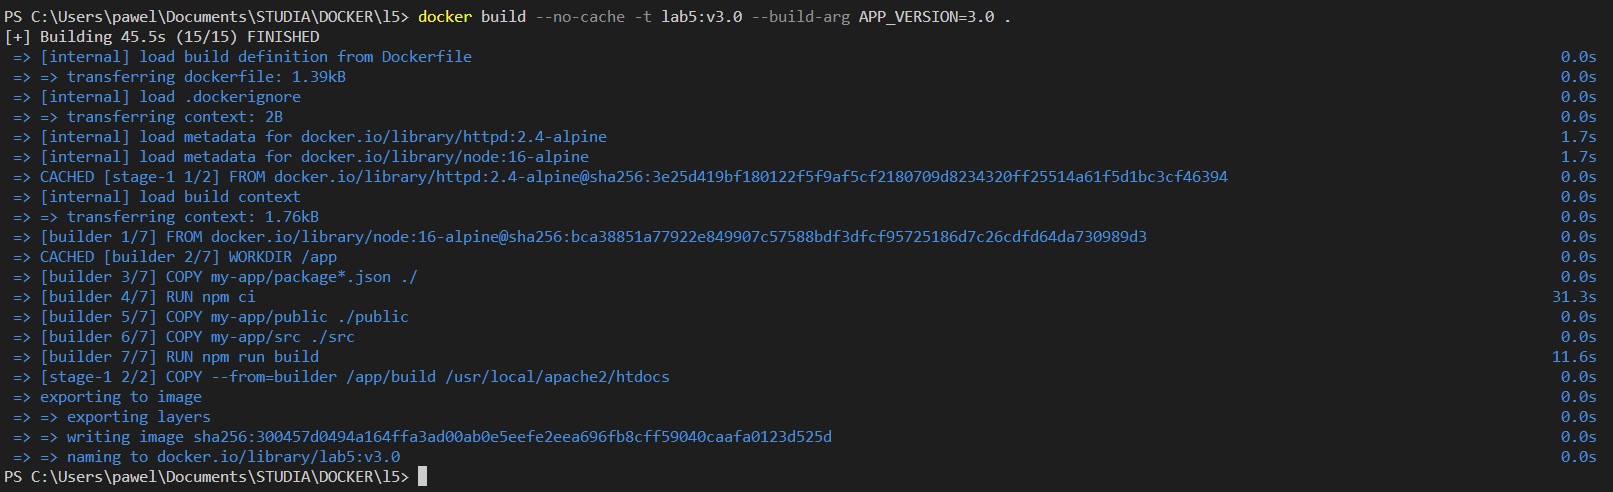 PS C:\Users\pawel\Documents\STUDIA\DOCKER\l5> docker build --no-cache -t lab5:v3.0 --build-arg APP_VERSION=3.0 .
[+] Building 45.5s (15/15) FINISHED
=> [internal] load build definition from Dockerfile 0.0s
=> => transferring dockerfile: 1.39kB 0.0s
=> [internal] load .dockerignore 0.0s
=> => transferring context: 2B 0.0s
=> [internal] load metadata for docker.io/library/httpd:2.4-alpine 1.7s
=> [internal] load metadata for docker.io/library/node:16-alpine 1.7s
=> CACHED [stage-1 1/2] FROM docker.io/library/httpd:2.4-alpine@sha256:3e25d419bf180122f5f9af5cf2180709d8234320ff25514a61f5d1bc3cf46394 0.0s
=> [internal] load build context 0.0s
=> => transferring context: 1.76kB 0.0s
=> [builder 1/7] FROM docker.io/library/node:16-alpine@sha256:bca38851a77922e849907c57588bdf3dfcf95725186d7c26cdfd64da730989d3 0.0s
=> CACHED [builder 2/7] WORKDIR /app 0.0s
=> [builder 3/7] COPY my-app/package*.json ./ 0.0s
=> [builder 4/7] RUN npm ci 31.3s
=> [builder 5/7] COPY my-app/public ./public 0.0s
=> [builder 6/7] COPY my-app/src ./src 0.0s
=> [builder 7/7] RUN npm run build 11.6s
=> [stage-1 2/2] COPY --from=builder /app/build /usr/local/apache2/htdocs 0.0s
=> exporting to image 0.0s
=> => exporting layers 0.0s
=> => writing image sha256:300457d0494a164ffa3ad00ab0e5eefe2eea696fb8cff59040caafa0123d525d 0.0s
=> => naming to docker.io/library/lab5:v3.0 0.0s
PS C:\Users\pawel\Documents\STUDIA\DOCKER\l5>